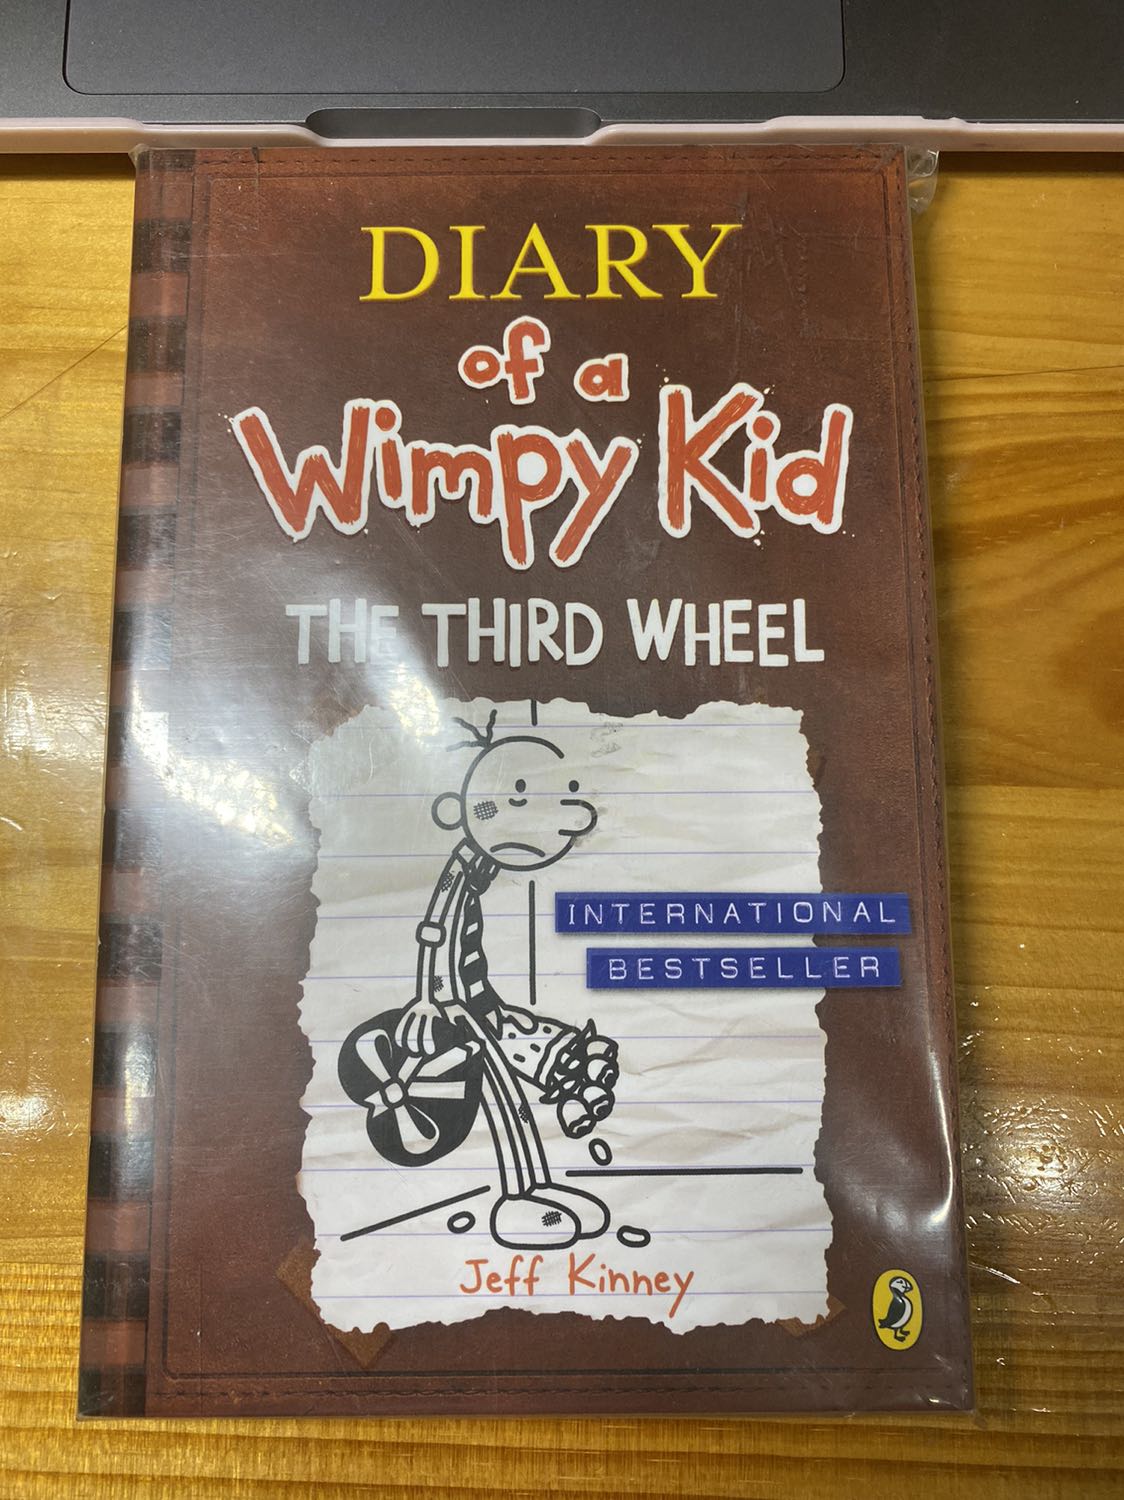 DIARY
of a
Wimpy Kid
THE THIRD WHEEL
INTERNATIONAL
BESTSELLER
Jeff Kinney